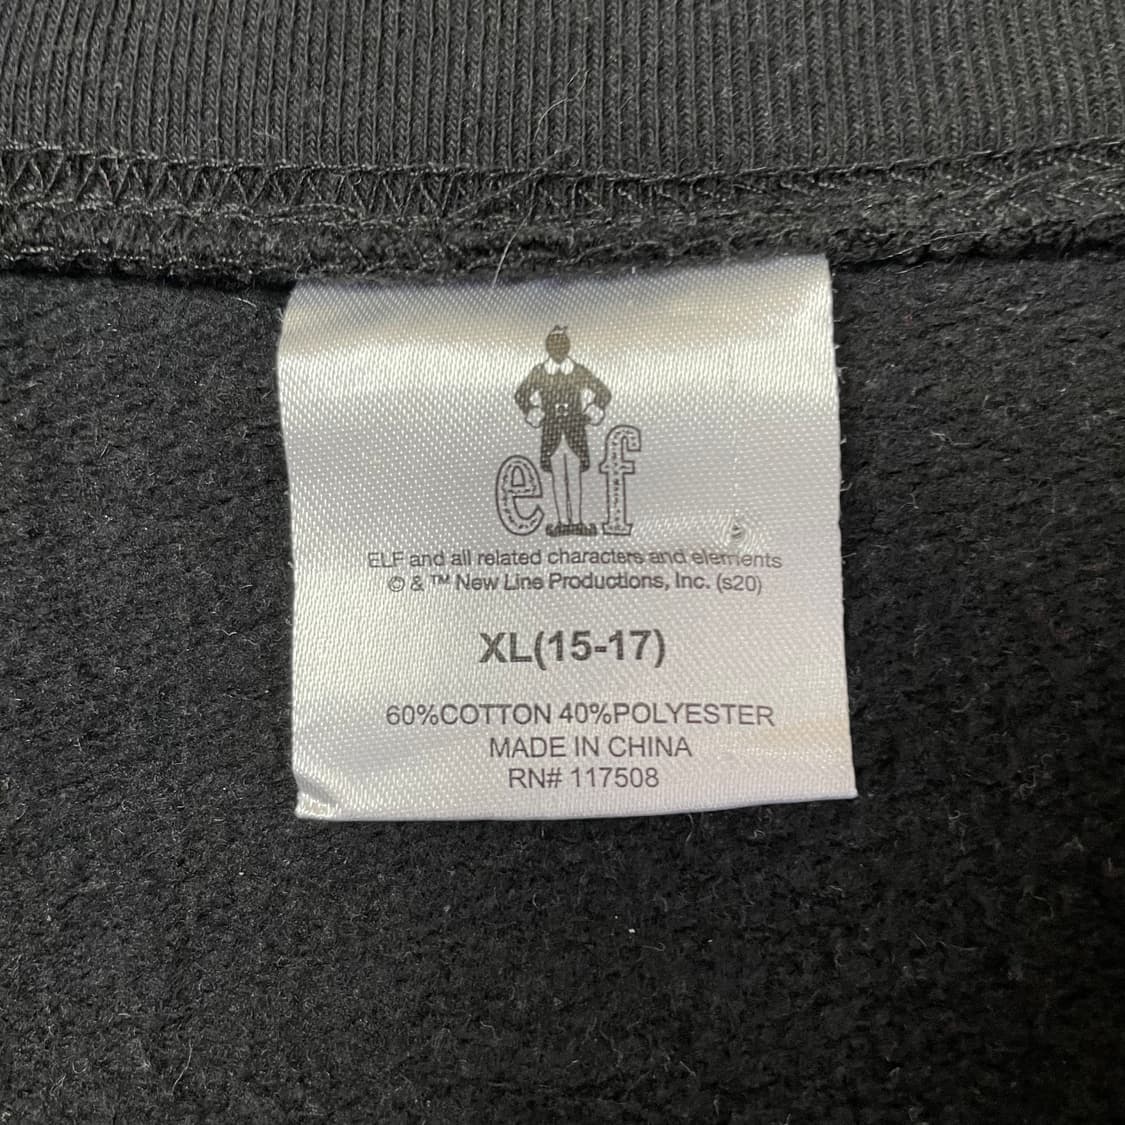 elf
ELF and all related characters and elements
© & ™ New Line Productions, Inc. (s20)
XL(15-17)
60%COTTON 40%POLYESTER
MADE IN CHINA
RN# 117508